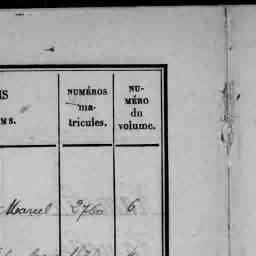 MS
NUMÉROS
ma-
tricules.
NU-
MÉRO
du
volume.
Marcel 2760 6